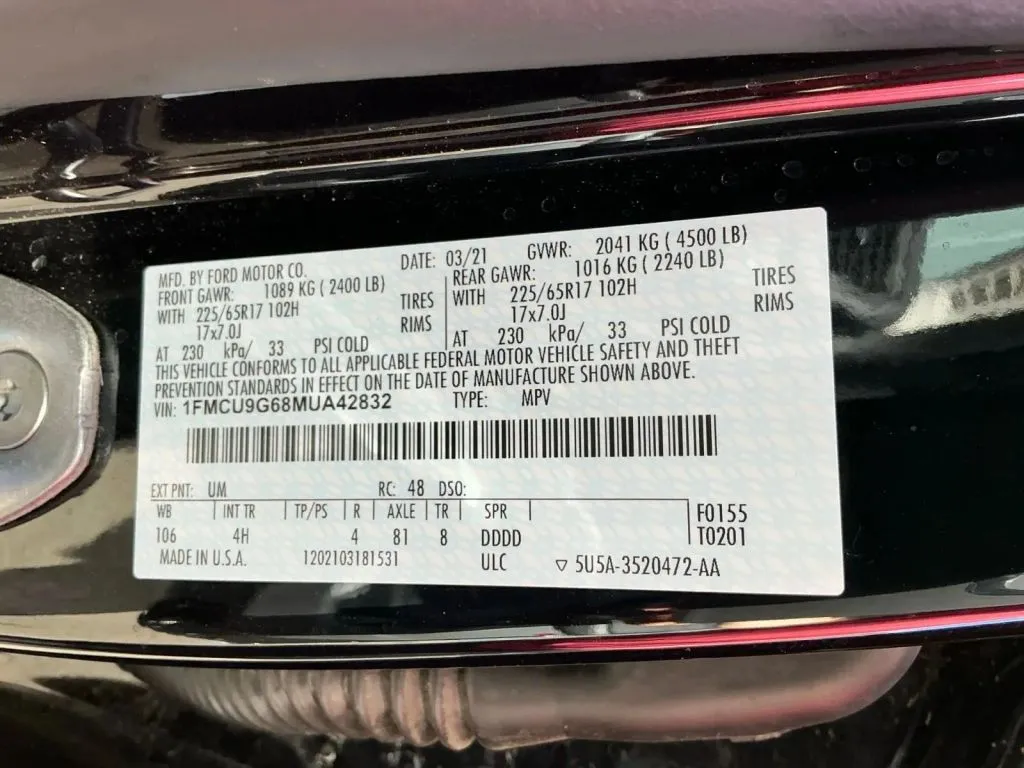 MFD. BY FORD MOTOR CO. DATE: 03/21 GVWR: 2041 KG ( 4500 LB)
FRONT GAWR: 1089 KG ( 2400 LB) REAR GAWR: 1016 KG ( 2240 LB)
WITH 225/65R17 102H TIRES WITH 225/65R17 102H TIRES
17x7.0J RIMS 17x7.0J RIMS
AT 230 kPa/ 33 PSI COLD AT 230 kPa/ 33 PSI COLD
THIS VEHICLE CONFORMS TO ALL APPLICABLE FEDERAL MOTOR VEHICLE SAFETY AND THEFT
PREVENTION STANDARDS IN EFFECT ON THE DATE OF MANUFACTURE SHOWN ABOVE.
VIN: 1FMCU9G68MUA42832 TYPE: MPV
EXT PNT: UM RC: 48 DSO:
WB INT TR TP/PS R AXLE TR SPR F0155
106 4H 4 81 8 DDDD T0201
MADE IN U.S.A. 1202103181531 ULC ▽ 5U5A-3520472-AA